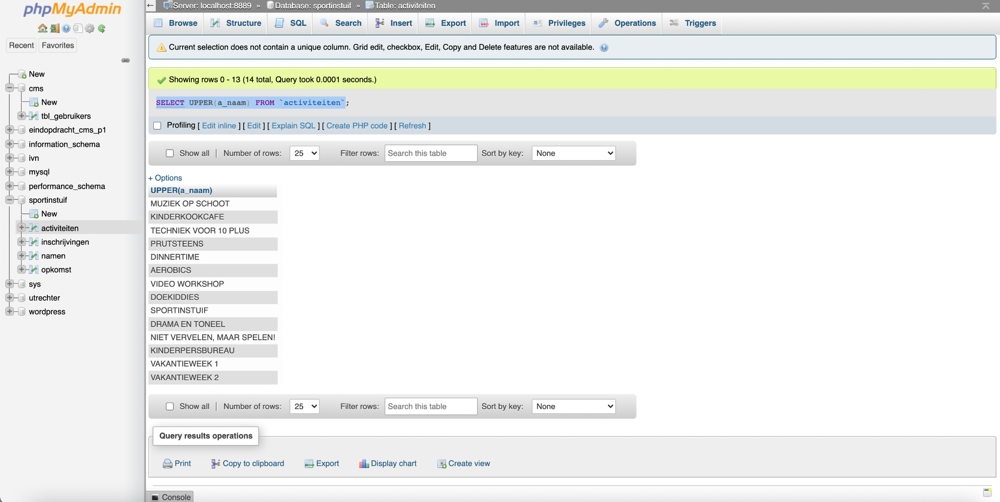 phpMyAdmin
Recent Favorites
New
cms
New
tbl_gebruikers
eindopdracht_cms_p1
information_schema
ivn
mysql
performance_schema
sportinstuif
New
activiteiten
inschrijvingen
namen
opkomst
sys
utrechter
wordpress
Server: localhost:8889 » Database: sportinstuif » Table: activiteiten
Browse Structure SQL Search Insert Export Import Privileges Operations Triggers
Current selection does not contain a unique column. Grid edit, checkbox, Edit, Copy and Delete features are not available.
Showing rows 0 - 13 (14 total, Query took 0.0001 seconds.)
SELECT UPPER(a_naam) FROM `activiteiten`;
Profiling [ Edit inline ] [ Edit ] [ Explain SQL ] [ Create PHP code ] [ Refresh ]
Show all | Number of rows: 25 Filter rows: Search this table Sort by key: None
+ Options
UPPER(a_naam)
MUZIEK OP SCHOOT
KINDERKOOKCAFE
TECHNIEK VOOR 10 PLUS
PRUTSTEENS
DINNERTIME
AEROBICS
VIDEO WORKSHOP
DOEKIDDIES
SPORTINSTUIF
DRAMA EN TONEEL
NIET VERVELEN, MAAR SPELEN!
KINDERPERSBUREAU
VAKANTIEWEEK 1
VAKANTIEWEEK 2
Show all | Number of rows: 25 Filter rows: Search this table Sort by key: None
Query results operations
Print Copy to clipboard Export Display chart Create view
Console